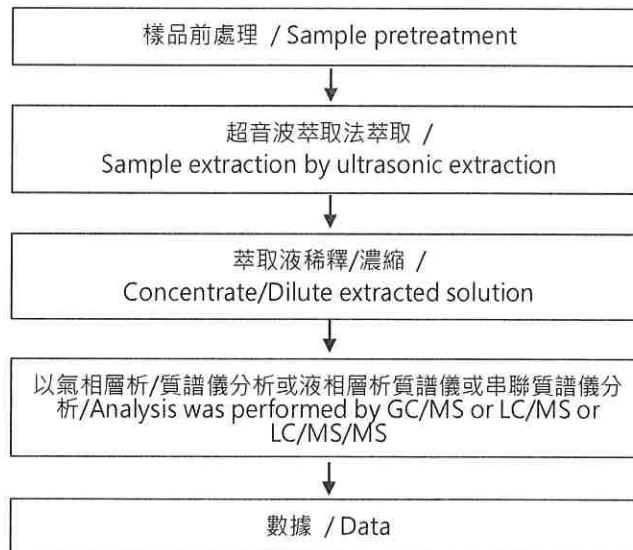 樣品前處理 / Sample pretreatment
超音波萃取法萃取 /
Sample extraction by ultrasonic extraction
萃取液稀釋/濃縮 /
Concentrate/Dilute extracted solution
以氣相層析/質譜儀分析或液相層析質譜儀或串聯質譜儀分
析/Analysis was performed by GC/MS or LC/MS or
LC/MS/MS
數據 / Data